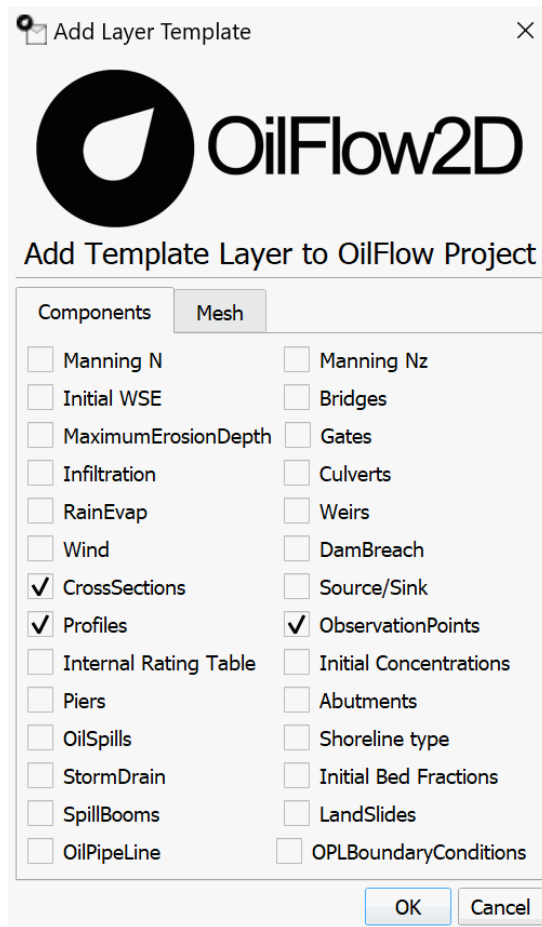 Add Layer Template
OilFlow2D
Add Template Layer to OilFlow Project
Components Mesh
Manning N Manning Nz
Initial WSE Bridges
MaximumErosionDepth Gates
Infiltration Culverts
RainEvap Weirs
Wind DamBreach
CrossSections Source/Sink
Profiles ObservationPoints
Internal Rating Table Initial Concentrations
Piers Abutments
OilSpills Shoreline type
StormDrain Initial Bed Fractions
SpillBooms LandSlides
OilPipeLine OPLBoundaryConditions
OK Cancel